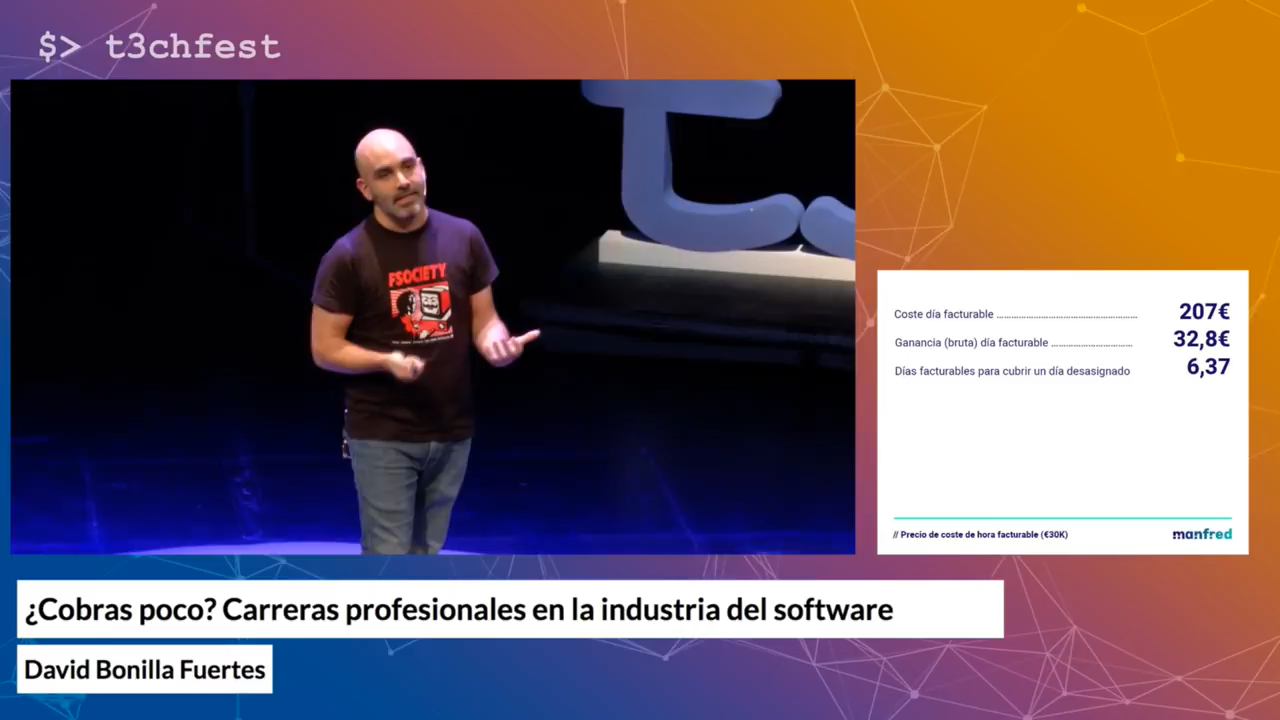 $> t3chfest
FSOCIETY
Coste día facturable ........................................................ 207€
Ganancia (bruta) día facturable ................................ 32,8€
Días facturables para cubrir un día desasignado 6,37
// Precio de coste de hora facturable (€30K) manfred
¿Cobras poco? Carreras profesionales en la industria del software
David Bonilla Fuertes